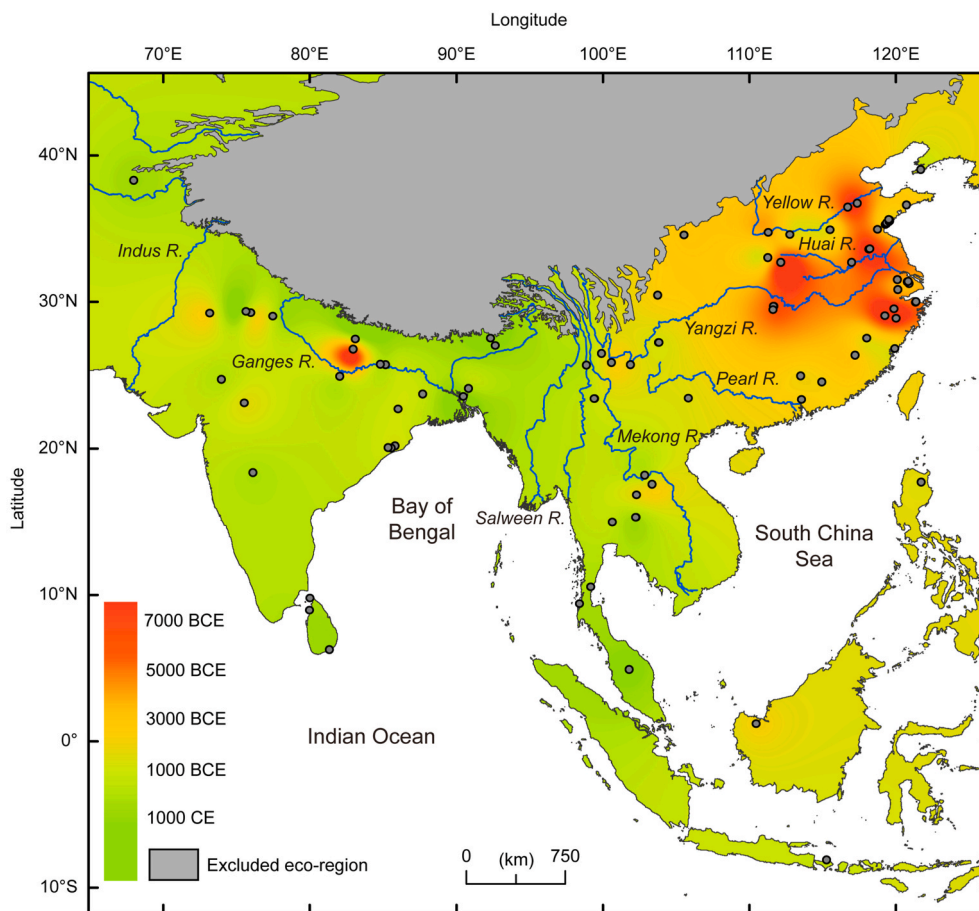 Longitude
70°E 80°E 90°E 100°E 110°E 120°E
40°N
Yellow R.
Indus R.
Huai R.
30°N
Yangzi R.
Ganges R.
Pearl R.
Latitude
20°N
Mekong R.
Bay of
Bengal
Salween R.
South China
Sea
10°N
7000 BCE
5000 BCE
3000 BCE
1000 BCE
1000 CE
Indian Ocean
0°
Excluded eco-region
0 (km) 750
10°S